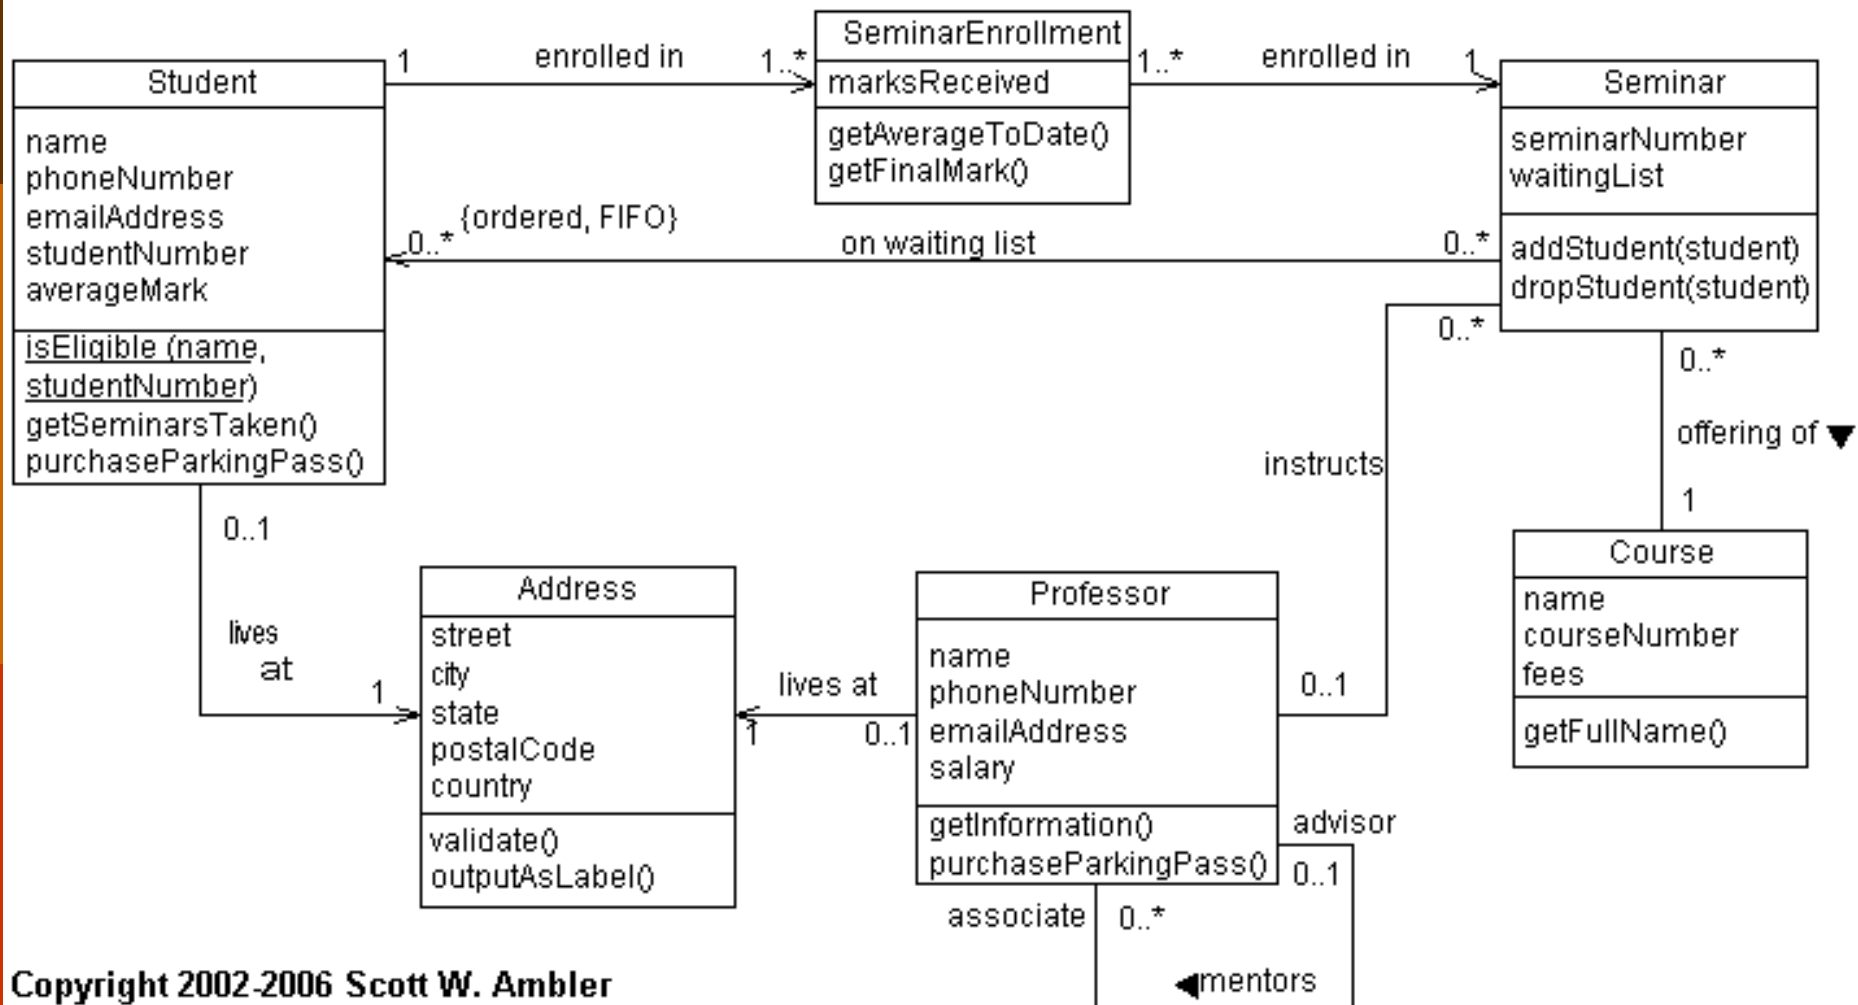 SeminarEnrollment
marksReceived
getAverageToDate()
getFinalMark()
1 enrolled in 1..*
1..* enrolled in 1
Student
name
phoneNumber
emailAddress
studentNumber
averageMark
isEligible (name,
studentNumber)
getSeminarsTaken()
purchaseParkingPass()
Seminar
seminarNumber
waitingList
addStudent(student)
dropStudent(student)
{ordered, FIFO}
0..* on waiting list 0..*
0..*
instructs
0..1
0..*
offering of
1
Course
name
courseNumber
fees
getFullName()
0..1
lives
at
1
Address
street
city
state
postalCode
country
validate()
outputAsLabel()
lives at
1 0..1
Professor
name
phoneNumber
emailAddress
salary
getInformation()
purchaseParkingPass()
advisor
0..1
associate 0..*
mentors
Copyright 2002-2006 Scott W. Ambler